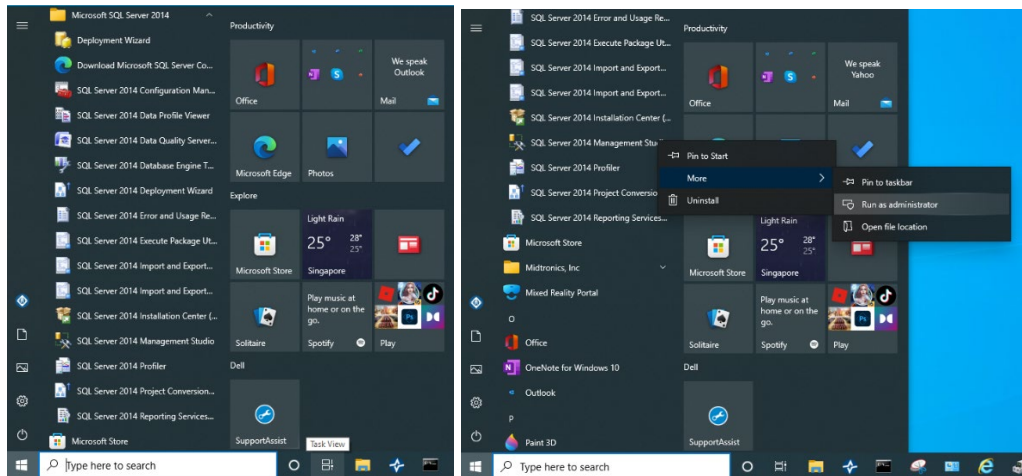 Microsoft SQL Server 2014
Deployment Wizard
Download Microsoft SQL Server Co...
SQL Server 2014 Configuration Man...
SQL Server 2014 Data Profile Viewer
SQL Server 2014 Data Quality Server...
SQL Server 2014 Database Engine T...
SQL Server 2014 Deployment Wizard
SQL Server 2014 Error and Usage Re...
SQL Server 2014 Execute Package Ut...
SQL Server 2014 Import and Export...
SQL Server 2014 Import and Export...
SQL Server 2014 Installation Center (...
SQL Server 2014 Management Studio
SQL Server 2014 Profiler
SQL Server 2014 Project Conversion...
SQL Server 2014 Reporting Services...
Microsoft Store
Productivity
Office
We speak
Outlook
Mail
Microsoft Edge
Photos
Explore
Microsoft Store
Light Rain
25° 28°
25°
Singapore
Solitaire
Play music at
home or on the
go.
Spotify
Ps
Play
Dell
SupportAssist
Task View
Type here to search
SQL Server 2014 Error and Usage Re...
SQL Server 2014 Execute Package Ut...
SQL Server 2014 Import and Export...
SQL Server 2014 Import and Export...
SQL Server 2014 Installation Center (...
SQL Server 2014 Management Stu
SQL Server 2014 Profiler
SQL Server 2014 Project Conversio
SQL Server 2014 Reporting Services...
Microsoft Store
Midtronics, Inc
Mixed Reality Portal
O
Office
OneNote for Windows 10
Outlook
P
Paint 3D
Productivity
Office
We speak
Yahoo
Mail
Pin to Start
More
Uninstall
Pin to taskbar
Run as administrator
Open file location
Microsoft Store
Light Rain
25° 28°
25°
Singapore
Solitaire
Play music at
home or on the
go.
Spotify
Ps
Play
Dell
SupportAssist
Type here to search